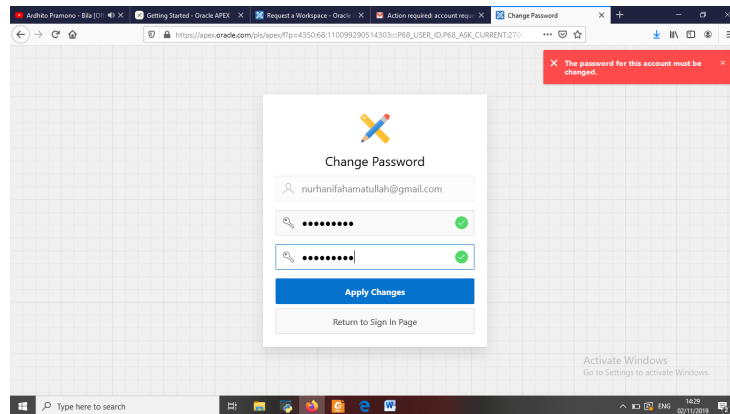 Ardhito Pramono - Bila [Off
Getting Started - Oracle APEX
Request a Workspace - Oracle
Action required: account reque
Change Password
https://apex.oracle.com/pls/apex/f?p=4350:68:110099290514303:::P68_USER_ID,P68_ASK_CURRENT:270
The password for this account must be
changed.
Change Password
nurhanifahamatullah@gmail.com
Apply Changes
Return to Sign In Page
Activate Windows
Go to Settings to activate Windows.
Type here to search
ENG
14:29
02/11/2019